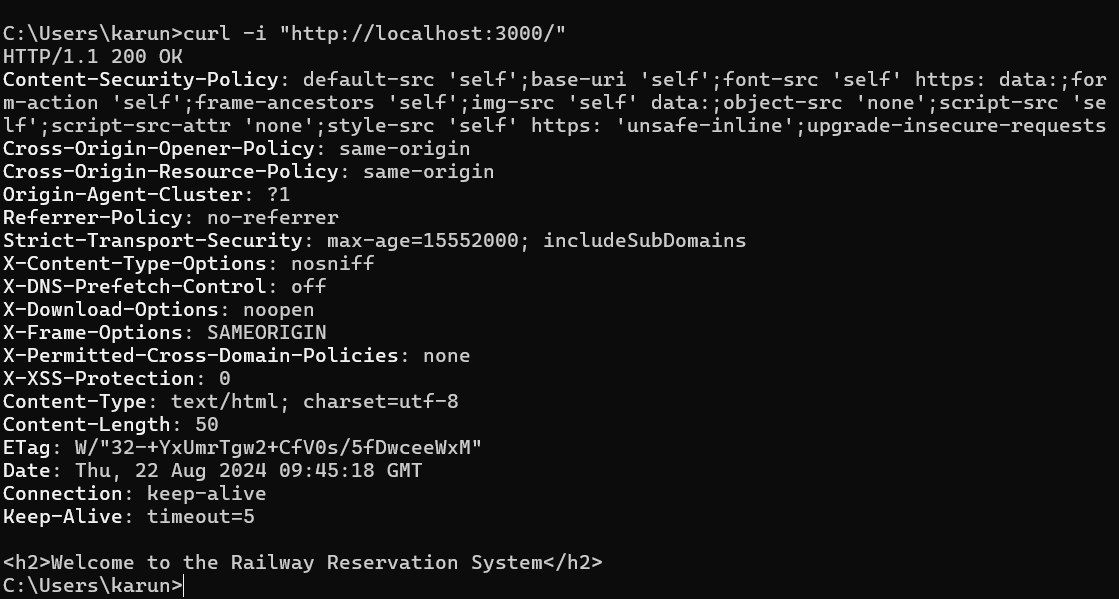 C:\Users\karun>curl -i "http://localhost:3000/"
HTTP/1.1 200 OK
Content-Security-Policy: default-src 'self';base-uri 'self';font-src 'self' https: data:;for
m-action 'self';frame-ancestors 'self';img-src 'self' data:;object-src 'none';script-src 'se
lf';script-src-attr 'none';style-src 'self' https: 'unsafe-inline';upgrade-insecure-requests
Cross-Origin-Opener-Policy: same-origin
Cross-Origin-Resource-Policy: same-origin
Origin-Agent-Cluster: ?1
Referrer-Policy: no-referrer
Strict-Transport-Security: max-age=15552000; includeSubDomains
X-Content-Type-Options: nosniff
X-DNS-Prefetch-Control: off
X-Download-Options: noopen
X-Frame-Options: SAMEORIGIN
X-Permitted-Cross-Domain-Policies: none
X-XSS-Protection: 0
Content-Type: text/html; charset=utf-8
Content-Length: 50
ETag: W/"32-+YxUmrTgw2+CfV0s/5fDwceeWxM"
Date: Thu, 22 Aug 2024 09:45:18 GMT
Connection: keep-alive
Keep-Alive: timeout=5
<h2>Welcome to the Railway Reservation System</h2>
C:\Users\karun>